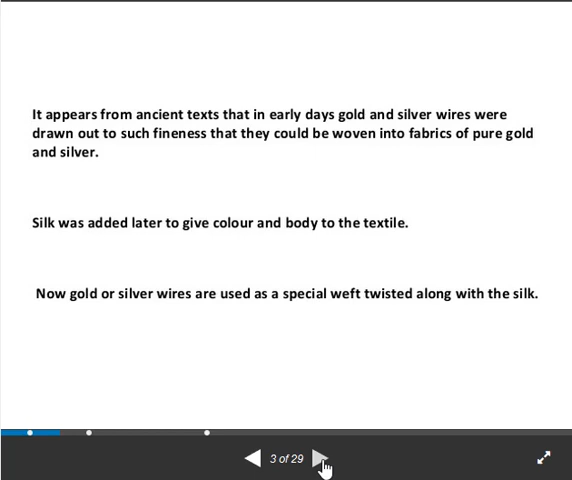 It appears from ancient texts that in early days gold and silver wires were
drawn out to such fineness that they could be woven into fabrics of pure gold
and silver.
Silk was added later to give colour and body to the textile.
Now gold or silver wires are used as a special weft twisted along with the silk.
3 of 29